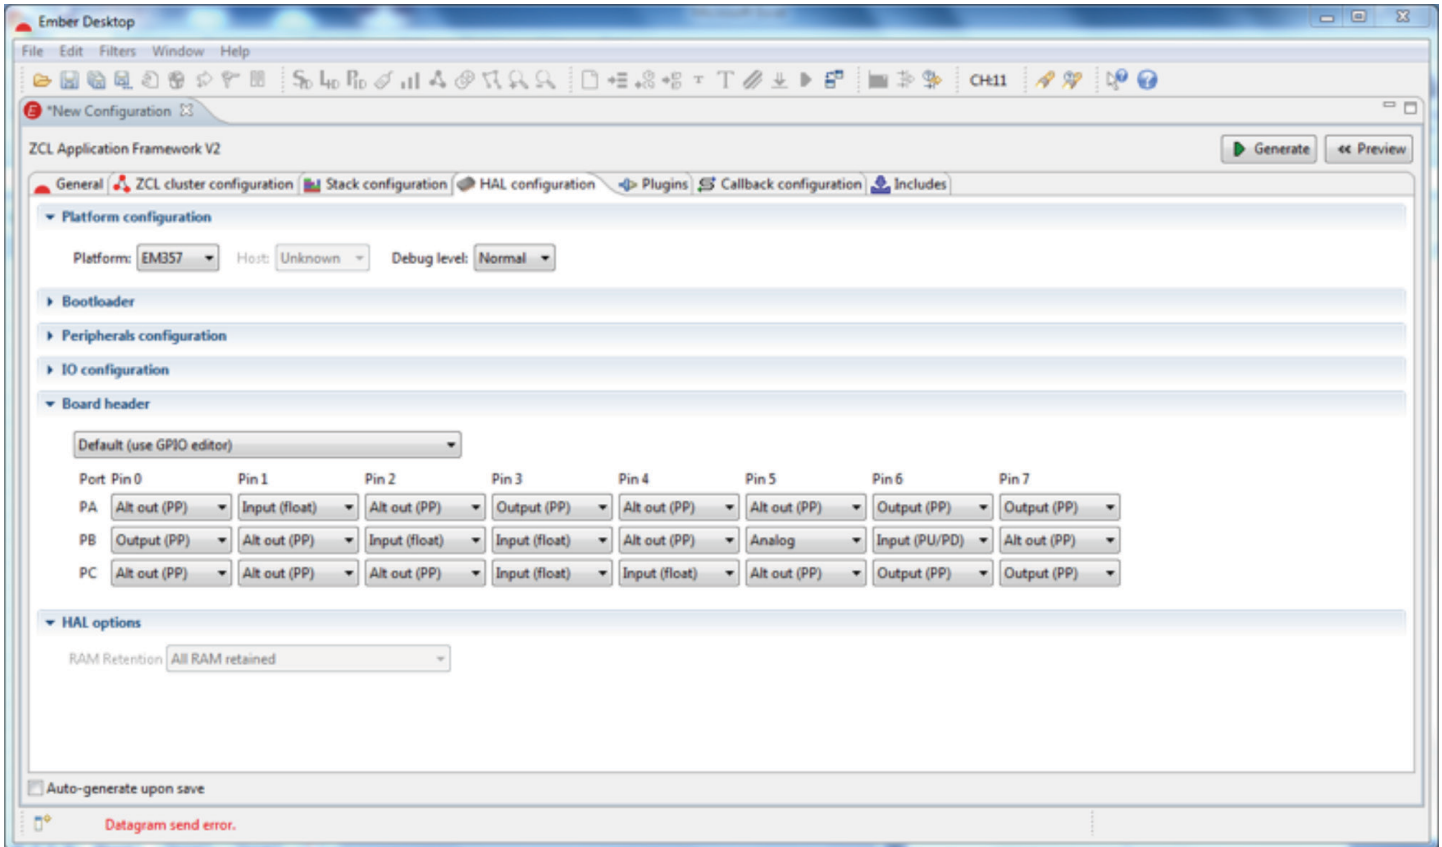 Ember Desktop
File Edit Filters Window Help
CH:11
*New Configuration
ZCL Application Framework V2
Generate Preview
General ZCL cluster configuration Stack configuration HAL configuration Plugins Callback configuration Includes
Platform configuration
Platform: EM357 Host: Unknown Debug level: Normal
Bootloader
Peripherals configuration
IO configuration
Board header
Default (use GPIO editor)
Port Pin 0 Pin 1 Pin 2 Pin 3 Pin 4 Pin 5 Pin 6 Pin 7
PA Alt out (PP) Input (float) Alt out (PP) Output (PP) Alt out (PP) Alt out (PP) Output (PP) Output (PP)
PB Output (PP) Alt out (PP) Input (float) Input (float) Alt out (PP) Analog Input (PU/PD) Alt out (PP)
PC Alt out (PP) Alt out (PP) Alt out (PP) Input (float) Input (float) Alt out (PP) Output (PP) Output (PP)
HAL options
RAM Retention All RAM retained
Auto-generate upon save
Datagram send error.